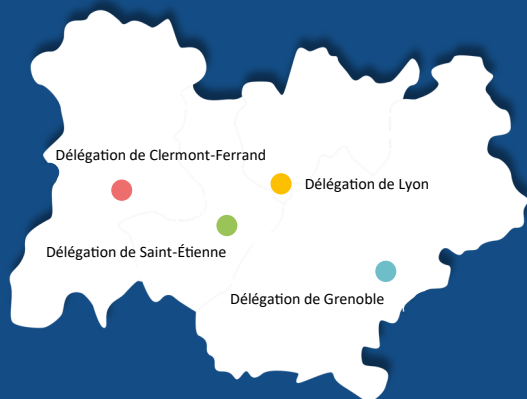 Délégation de Clermont-Ferrand
Délégation de Lyon
Délégation de Saint-Étienne
Délégation de Grenoble